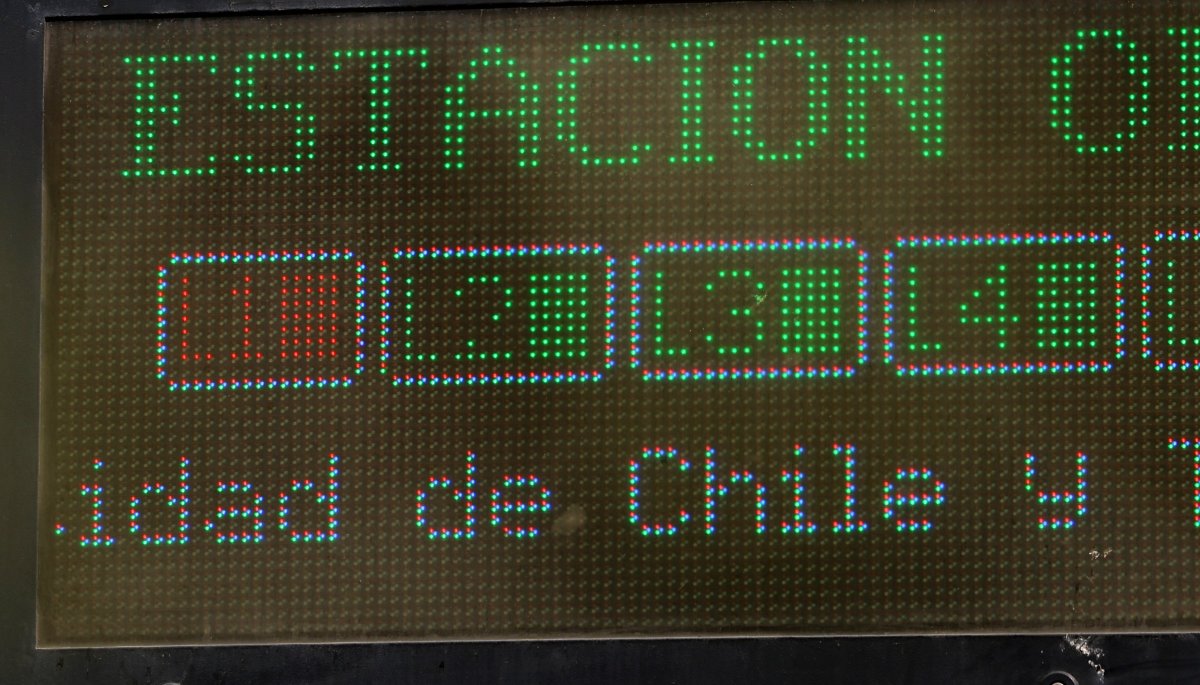 ESTACION O
L1 L2 L3 L4
idad de Chile y